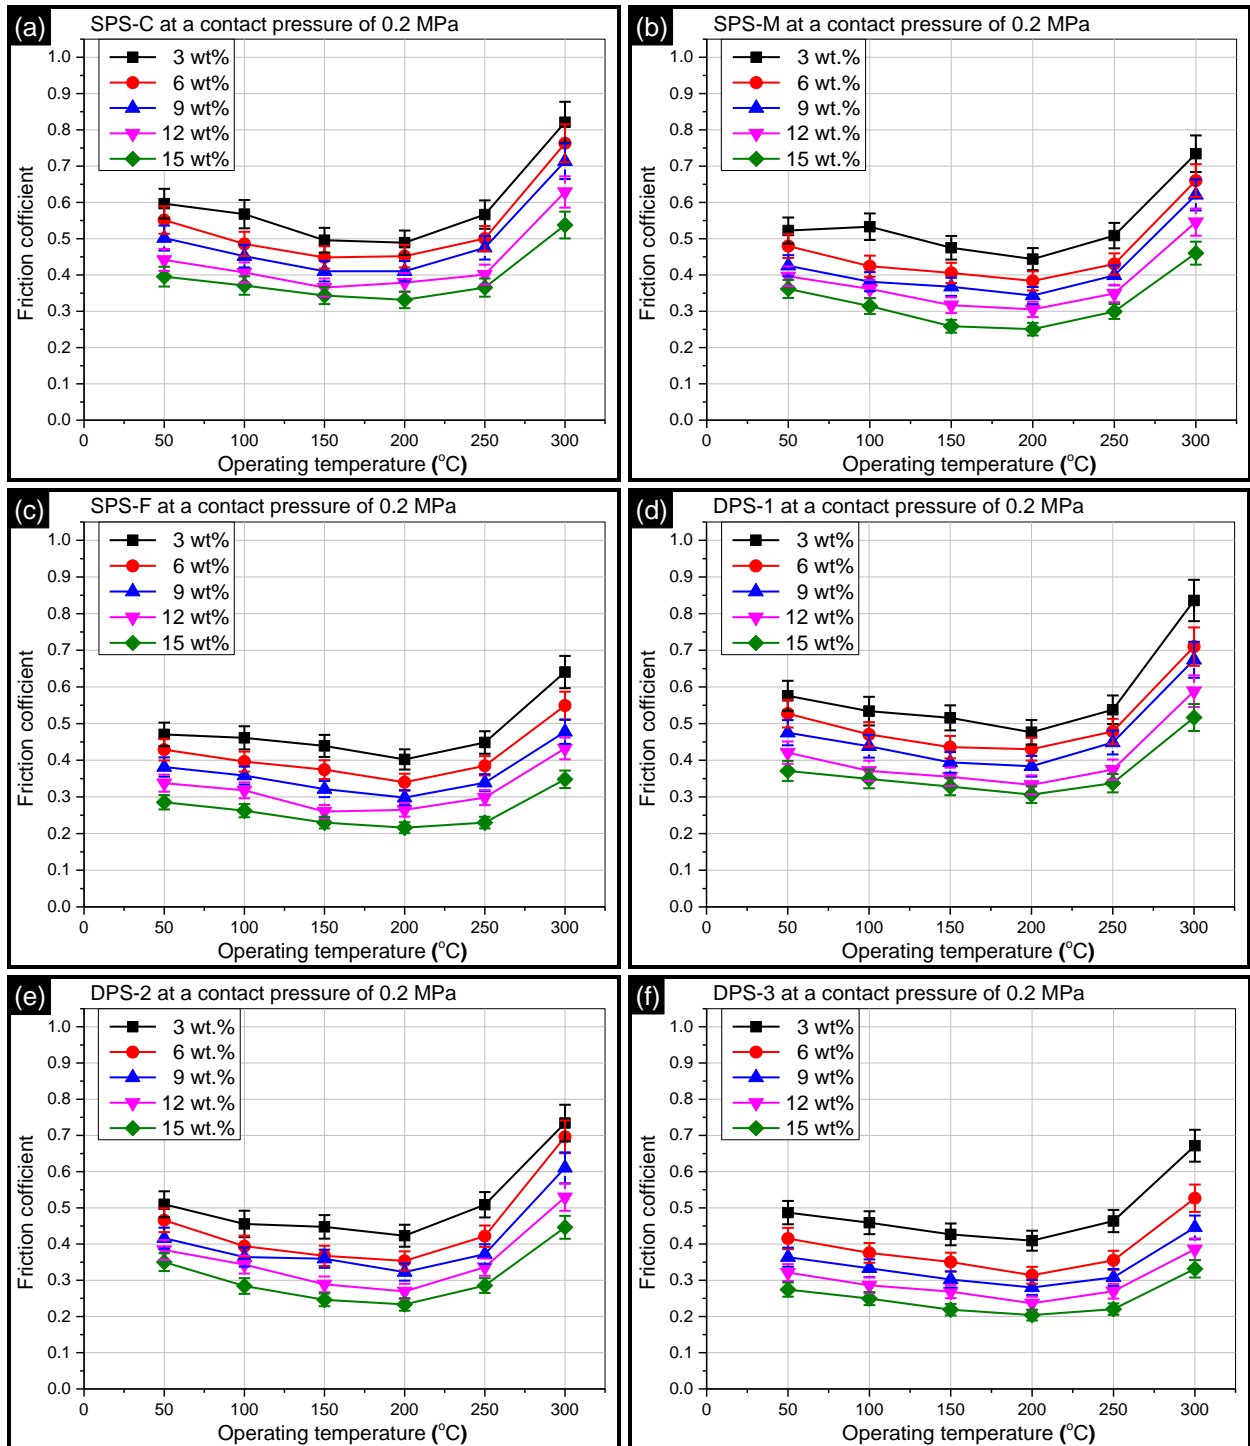 (a) SPS-C at a contact pressure of 0.2 MPa
3 wt%
6 wt%
9 wt%
12 wt%
15 wt%
Friction cofficient
1.0
0.9
0.8
0.7
0.6
0.5
0.4
0.3
0.2
0.1
0.0
0 50 100 150 200 250 300
Operating temperature (°C)
(b) SPS-M at a contact pressure of 0.2 MPa
3 wt.%
6 wt.%
9 wt.%
12 wt.%
15 wt.%
Friction cofficient
1.0
0.9
0.8
0.7
0.6
0.5
0.4
0.3
0.2
0.1
0.0
0 50 100 150 200 250 300
Operating temperature (°C)
(c) SPS-F at a contact pressure of 0.2 MPa
3 wt%
6 wt%
9 wt%
12 wt%
15 wt%
Friction cofficient
1.0
0.9
0.8
0.7
0.6
0.5
0.4
0.3
0.2
0.1
0.0
0 50 100 150 200 250 300
Operating temperature (°C)
(d) DPS-1 at a contact pressure of 0.2 MPa
3 wt%
6 wt%
9 wt%
12 wt%
15 wt%
Friction cofficient
1.0
0.9
0.8
0.7
0.6
0.5
0.4
0.3
0.2
0.1
0.0
0 50 100 150 200 250 300
Operating temperature (°C)
(e) DPS-2 at a contact pressure of 0.2 MPa
3 wt.%
6 wt.%
9 wt.%
12 wt.%
15 wt.%
Friction cofficient
1.0
0.9
0.8
0.7
0.6
0.5
0.4
0.3
0.2
0.1
0.0
0 50 100 150 200 250 300
Operating temperature (°C)
(f) DPS-3 at a contact pressure of 0.2 MPa
3 wt%
6 wt%
9 wt%
12 wt%
15 wt%
Friction cofficient
1.0
0.9
0.8
0.7
0.6
0.5
0.4
0.3
0.2
0.1
0.0
0 50 100 150 200 250 300
Operating temperature (°C)